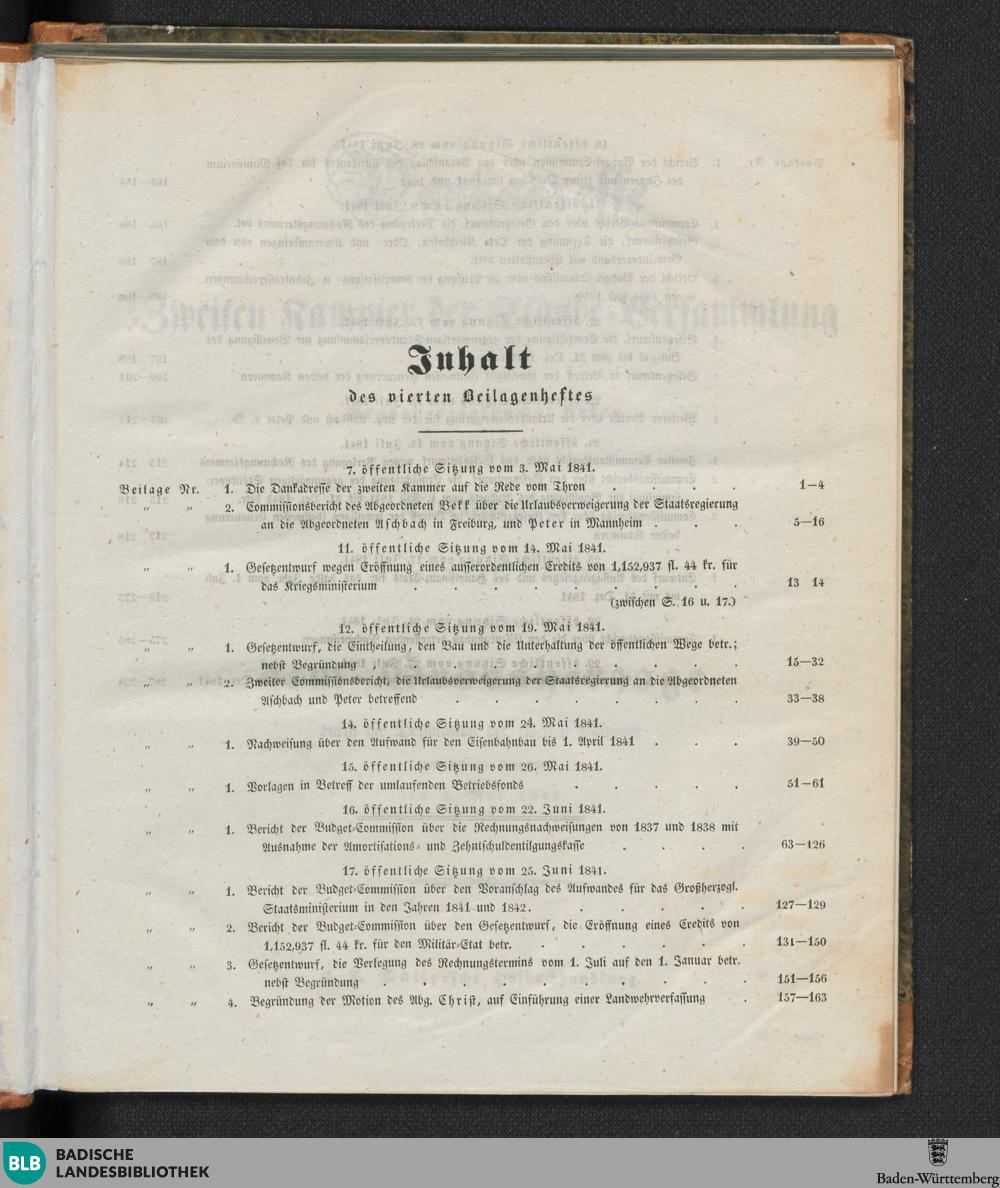 Inhalt
des vierten Beilagenheftes
7. öffentliche Sitzung vom 3. Mai 1841.
Beilage Nr. 1. Die Dankadresse der zweiten Kammer auf die Rede vom Thron . . . . 1—4
„ „ 2. Commissionsbericht des Abgeordneten Bekk über die Urlaubsverweigerung der Staatsregierung
an die Abgeordneten Aschbach in Freiburg, und Peter in Mannheim . . . 5—16
11. öffentliche Sitzung vom 14. Mai 1841.
„ „ 1. Gesetzentwurf wegen Eröffnung eines ausserordentlichen Credits von 1,152,937 fl. 44 kr. für
das Kriegsministerium . . . . . . . . . 13 14
(zwischen S. 16 u. 17.)
12. öffentliche Sitzung vom 19. Mai 1841.
„ „ 1. Gesetzentwurf, die Eintheilung, den Bau und die Unterhaltung der öffentlichen Wege betr.;
nebst Begründung , . . . . . . . . . 15—32
„ „ 2. Zweiter Commissionsbericht, die Urlaubsverweigerung der Staatsregierung an die Abgeordneten
Aschbach und Peter betreffend . . . . . . . . 33—38
14. öffentliche Sitzung vom 24. Mai 1841.
„ „ 1. Nachweisung über den Aufwand für den Eisenbahnbau bis 1. April 1841 . . . 39—50
15. öffentliche Sitzung vom 26. Mai 1841.
„ „ 1. Vorlagen in Betreff der umlaufenden Betriebsfonds . . . . . 51—61
16. öffentliche Sitzung vom 22. Juni 1841.
„ „ 1. Bericht der Budget-Commission über die Rechnungsnachweisungen von 1837 und 1838 mit
Ausnahme der Amortisations- und Zehntschuldentilgungskasse . . . . 63—126
17. öffentliche Sitzung vom 25. Juni 1841.
„ „ 1. Bericht der Budget-Commission über den Voranschlag des Aufwandes für das Großherzogl.
Staatsministerium in den Jahren 1841 und 1842. . . . . . 127—129
„ „ 2. Bericht der Budget-Commission über den Gesetzentwurf, die Eröffnung eines Credits von
1,152,937 fl. 44 kr. für den Militär-Etat betr. . . . . . . 131—150
„ „ 3. Gesetzentwurf, die Verlegung des Rechnungstermins vom 1. Juli auf den 1. Januar betr.
nebst Begründung . . . . . . . . . . 151—156
„ „ 4. Begründung der Motion des Abg. Christ, auf Einführung einer Landwehrverfassung . 157—163
BLB
BADISCHE
LANDESBIBLIOTHEK
Baden-Württemberg